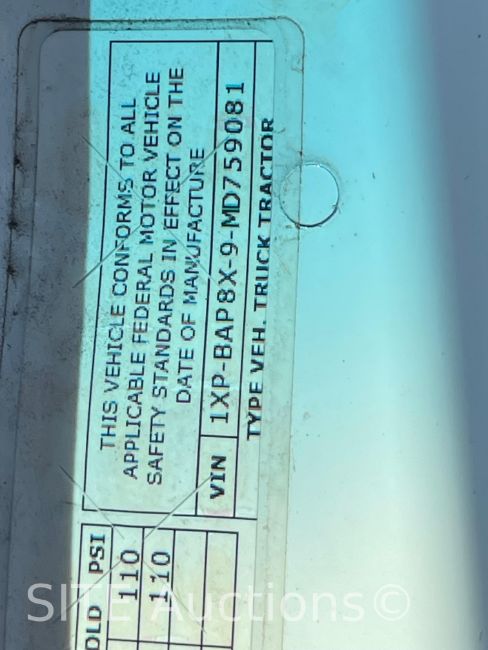 THIS VEHICLE CONFORMS TO ALL
APPLICABLE FEDERAL MOTOR VEHICLE
SAFETY STANDARDS IN EFFECT ON THE
DATE OF MANUFACTURE
VIN 1XP-BAP8X-9-MD759081
TYPE VEH. TRUCK TRACTOR
OLD PSI
110
110
SITE Auctions©